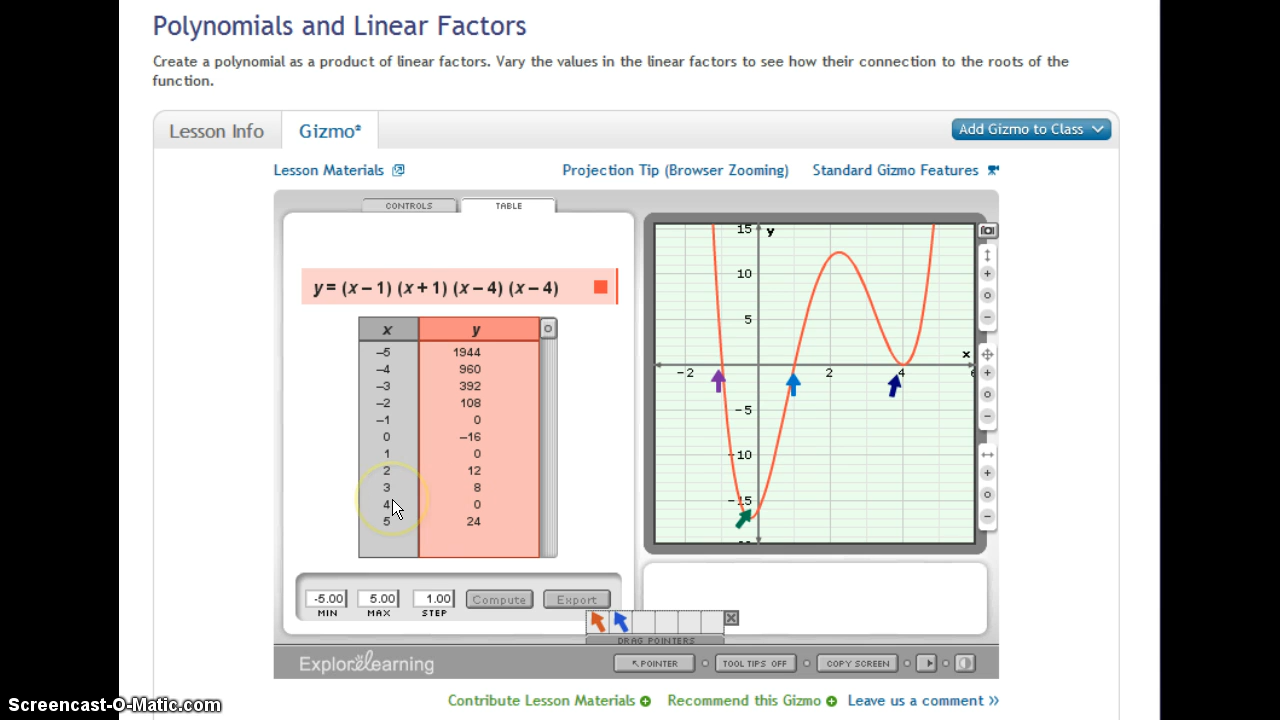 Polynomials and Linear Factors
Create a polynomial as a product of linear factors. Vary the values in the linear factors to see how their connection to the roots of the
function.
Lesson Info
Gizmo®
Add Gizmo to Class
Lesson Materials
Projection Tip (Browser Zooming)
Standard Gizmo Features
CONTROLS
TABLE
y = (x – 1) (x + 1) (x – 4) (x – 4)
x y
–5 1944
–4 960
–3 392
–2 108
–1 0
0 –16
1 0
2 12
3 8
4 0
5 24
-5.00 5.00 1.00 Compute Export
MIN MAX STEP
15 y
10
5
x
-2 2 4 6
-5
-10
-15
DRAG POINTERS
ExploreLearning
POINTER
TOOL TIPS OFF
COPY SCREEN
Contribute Lesson Materials
Recommend this Gizmo
Leave us a comment »
Screencast-O-Matic.com